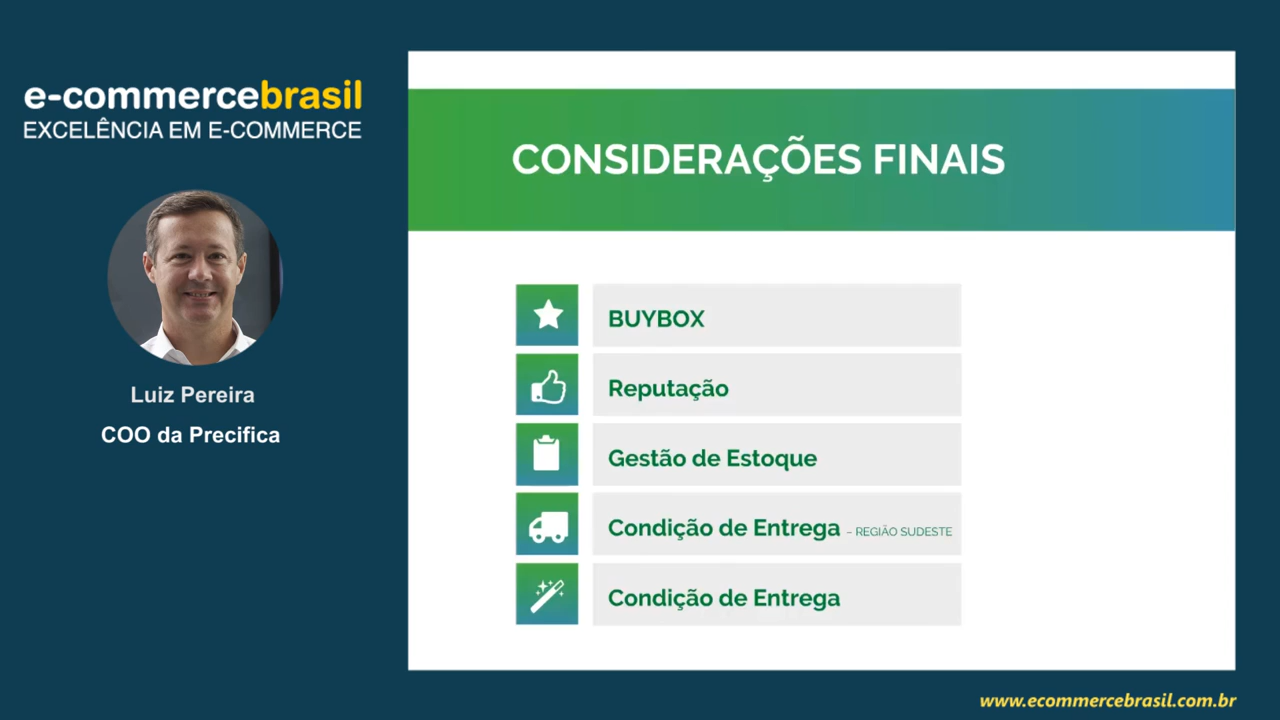 e-commercebrasil
EXCELÊNCIA EM E-COMMERCE
Luiz Pereira
COO da Precifica
CONSIDERAÇÕES FINAIS
BUYBOX
Reputação
Gestão de Estoque
Condição de Entrega – REGIÃO SUDESTE
Condição de Entrega
www.ecommercebrasil.com.br